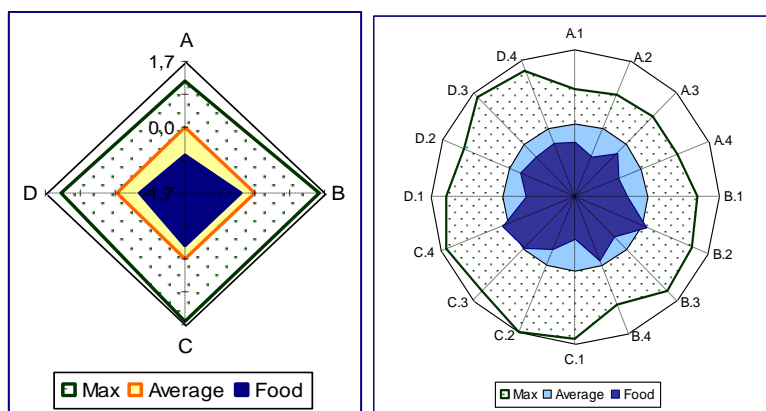 A
1,7
0,0
D
-1,7
B
C
Max Average Food
A.1
D.4
A.2
D.3
A.3
D.2
A.4
D.1
B.1
C.4
B.2
C.3
B.3
C.2
B.4
C.1
Max Average Food